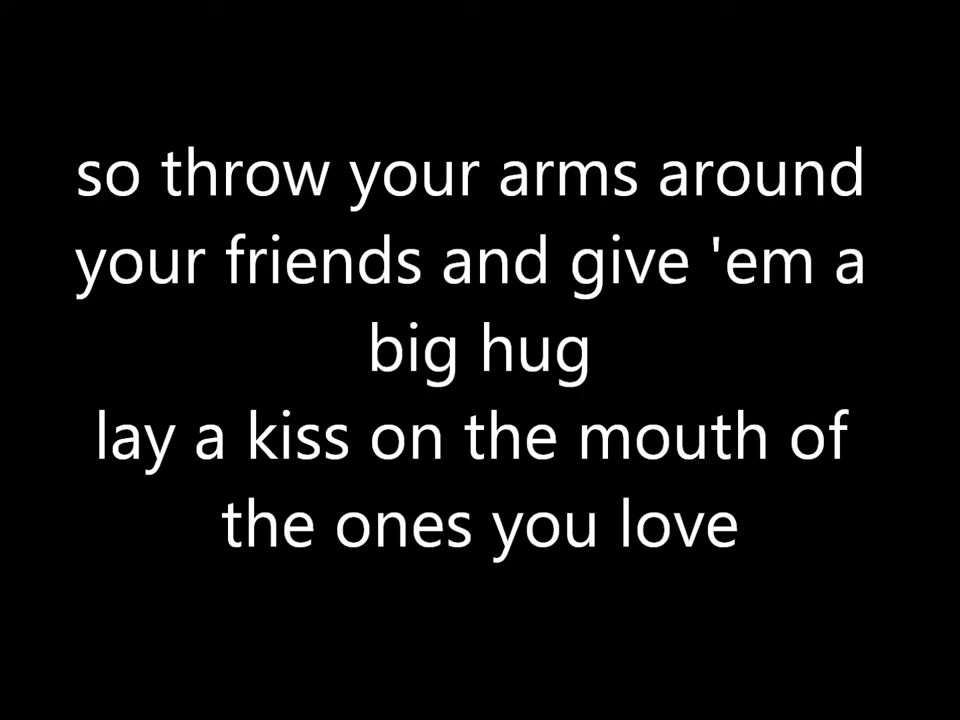 so throw your arms around
your friends and give 'em a
big hug
lay a kiss on the mouth of
the ones you love